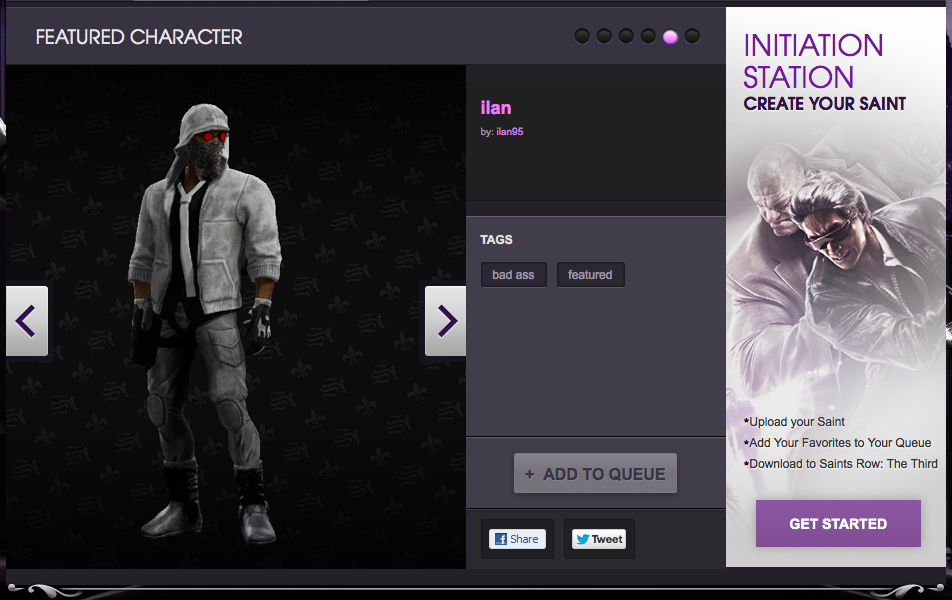 FEATURED CHARACTER
ilan
by: ilan95
TAGS
bad ass
featured
+ ADD TO QUEUE
Share
Tweet
INITIATION
STATION
CREATE YOUR SAINT
*Upload your Saint
*Add Your Favorites to Your Queue
*Download to Saints Row: The Third
GET STARTED